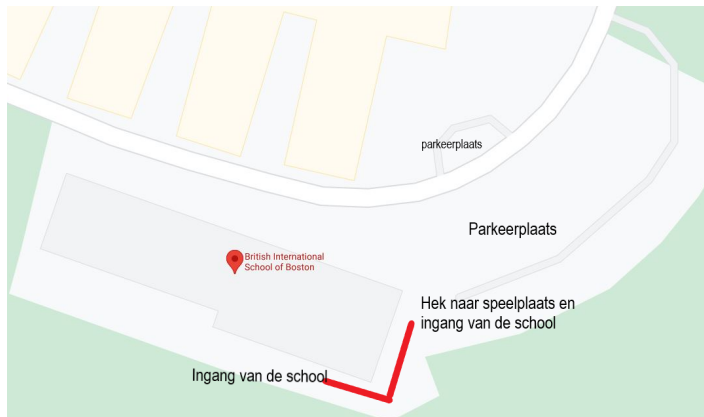 parkeerplaats
Parkeerplaats
British International
School of Boston
Hek naar speelplaats en
ingang van de school
Ingang van de school